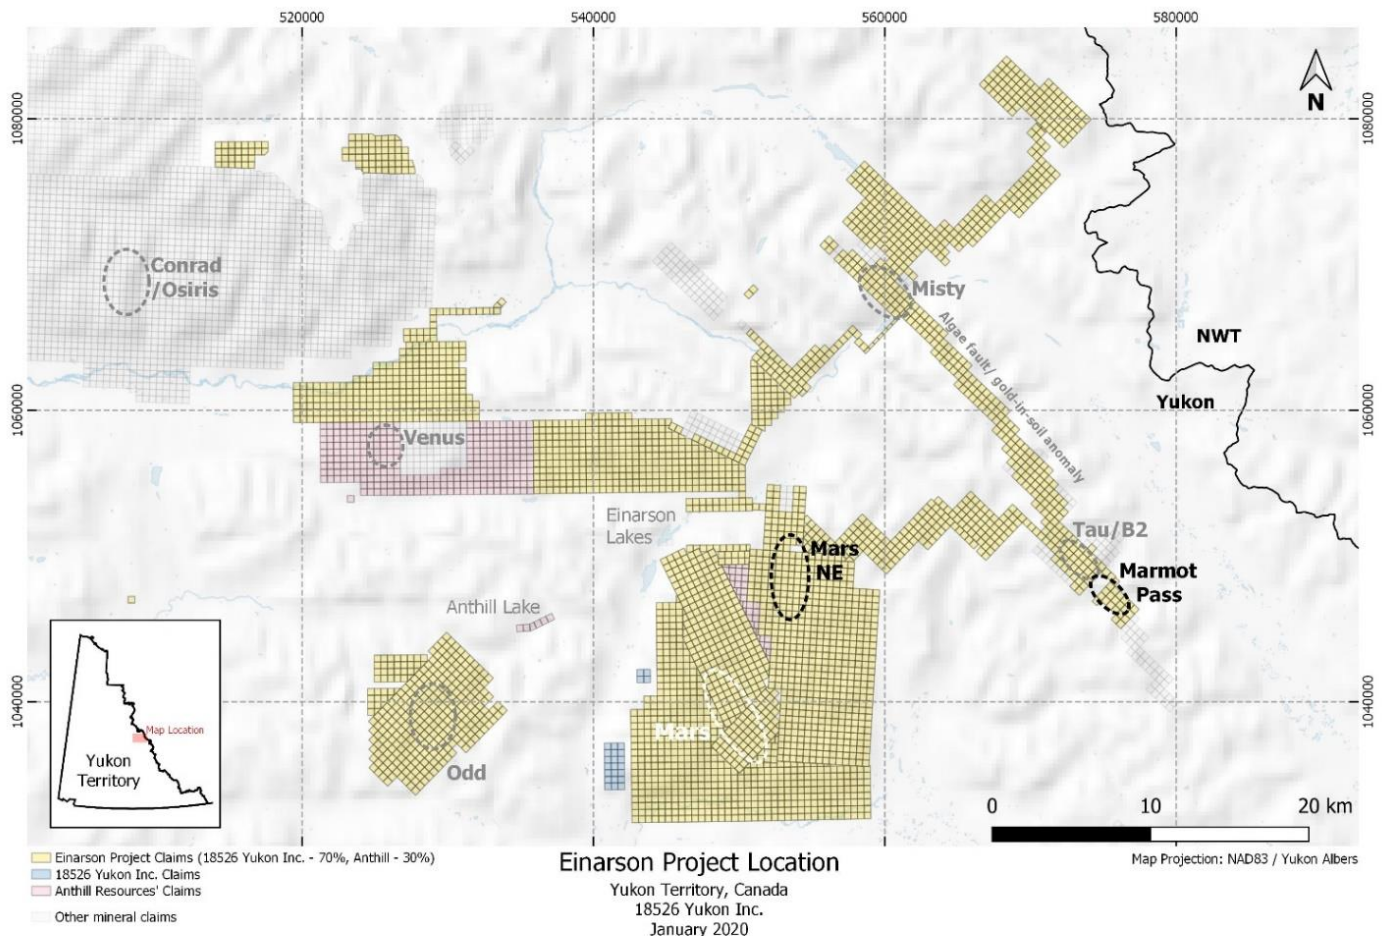 520000
540000
560000
580000
1080000
1080000
N
Conrad
/Osiris
Misty
Algae fault/ gold-in-soil anomaly
NWT
Yukon
1060000
1060000
Venus
Einarson
Lakes
Mars
NE
Tau/B2
Marmot
Pass
Anthill Lake
1040000
1040000
Mars
Odd
Map Location
Yukon
Territory
0 10 20 km
Einarson Project Claims (18526 Yukon Inc. - 70%, Anthill - 30%)
18526 Yukon Inc. Claims
Anthill Resources' Claims
Other mineral claims
Einarson Project Location
Yukon Territory, Canada
18526 Yukon Inc.
January 2020
Map Projection: NAD83 / Yukon Albers